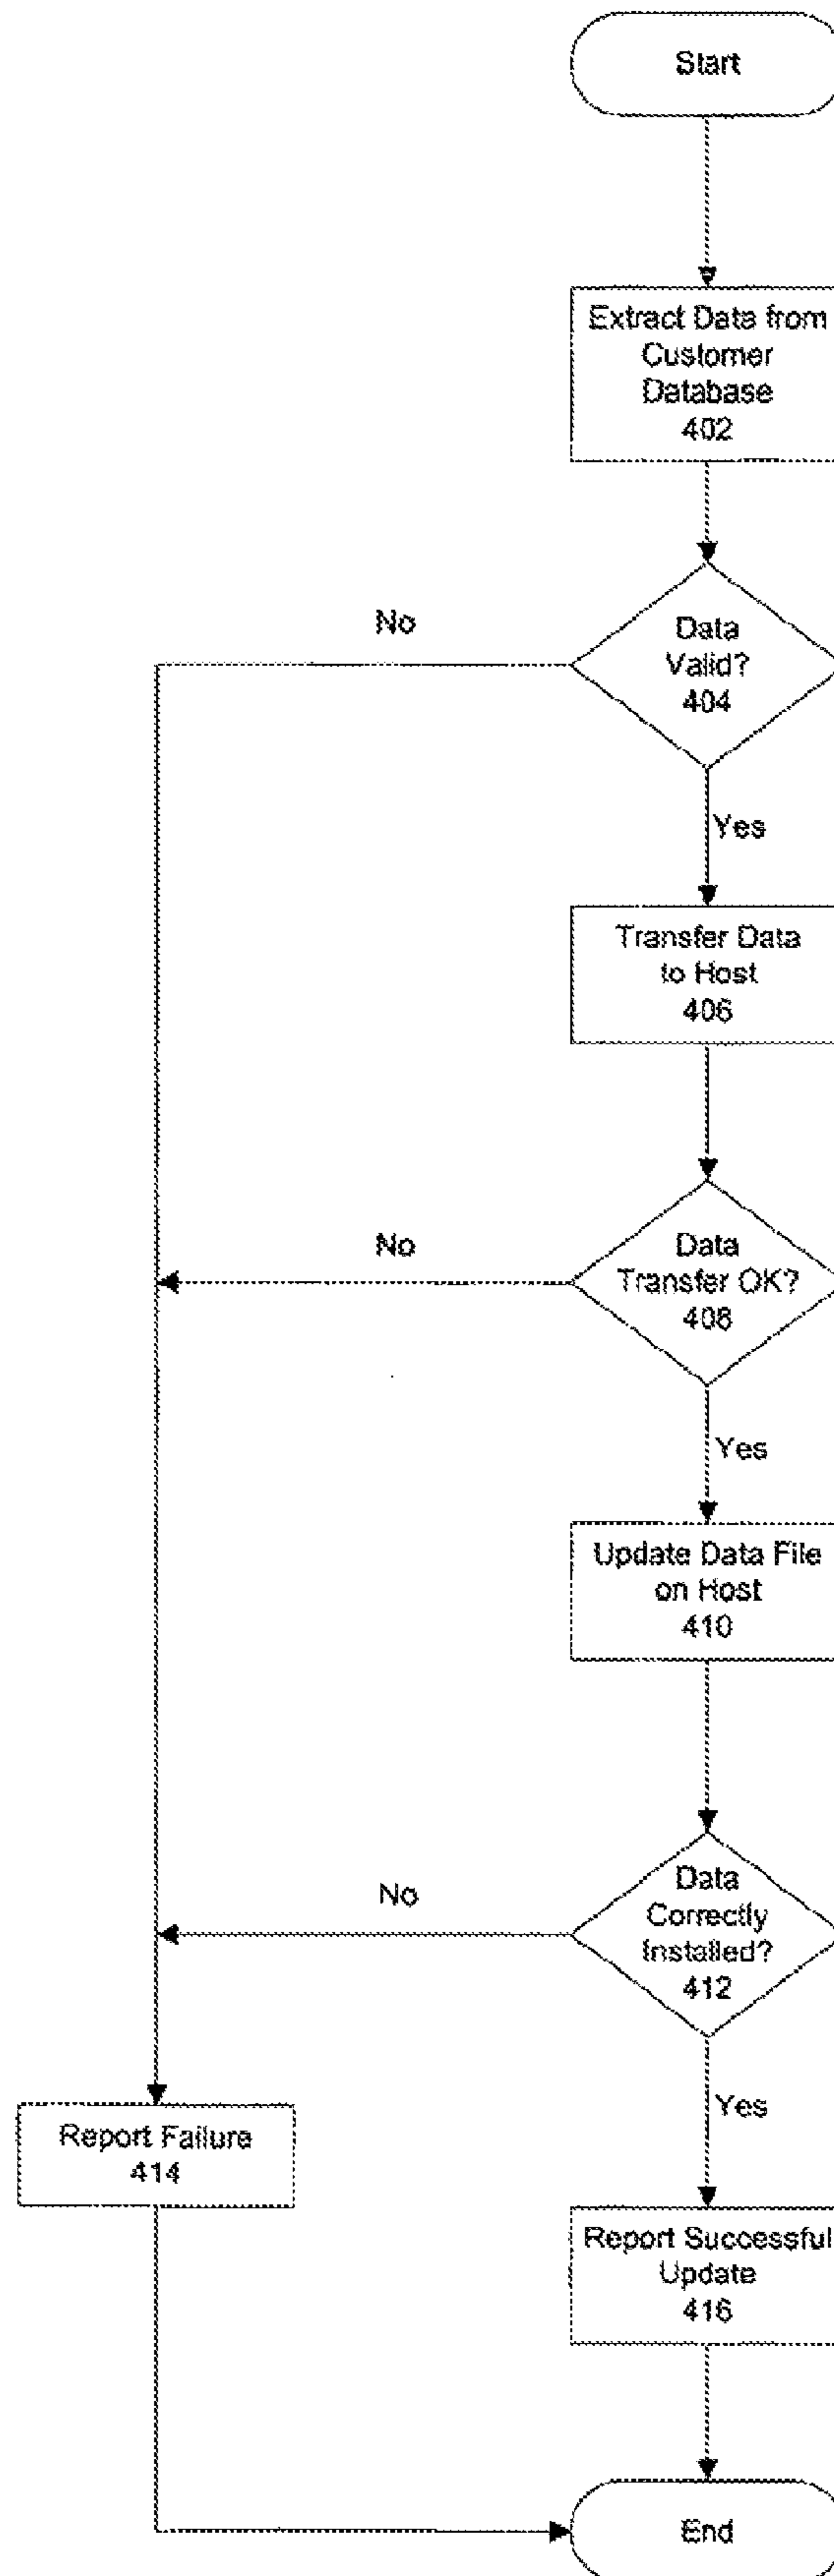 Start
Extract Data from
Customer
Database
402
No
Data
Valid?
404
Yes
Transfer Data
to Host
406
No
Data
Transfer OK?
408
Yes
Update Data File
on Host
410
No
Data
Correctly
Installed?
412
Yes
Report Failure
414
Report Successful
Update
416
End